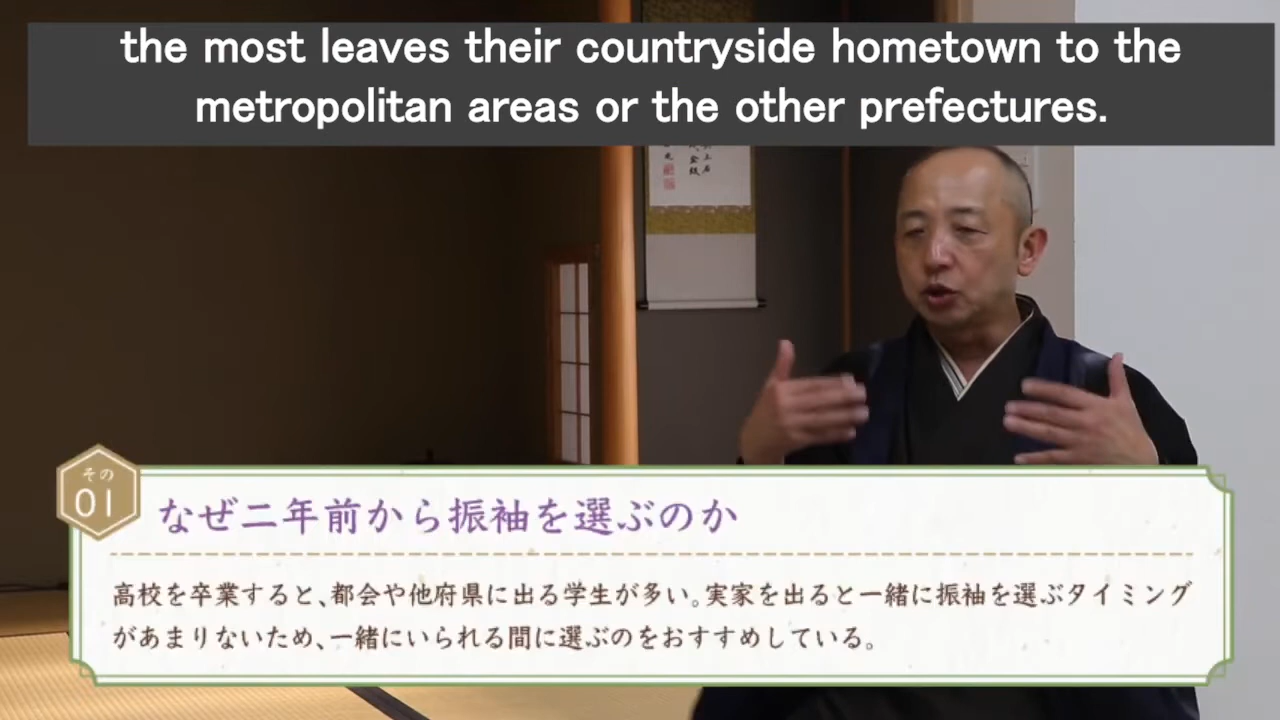 the most leaves their countryside hometown to the
metropolitan areas or the other prefectures.
その
01
なぜ二年前から振袖を選ぶのか
高校を卒業すると、都会や他府県に出る学生が多い。実家を出ると一緒に振袖を選ぶタイミング
があまりないため、一緒にいられる間に選ぶのをおすすめしている。